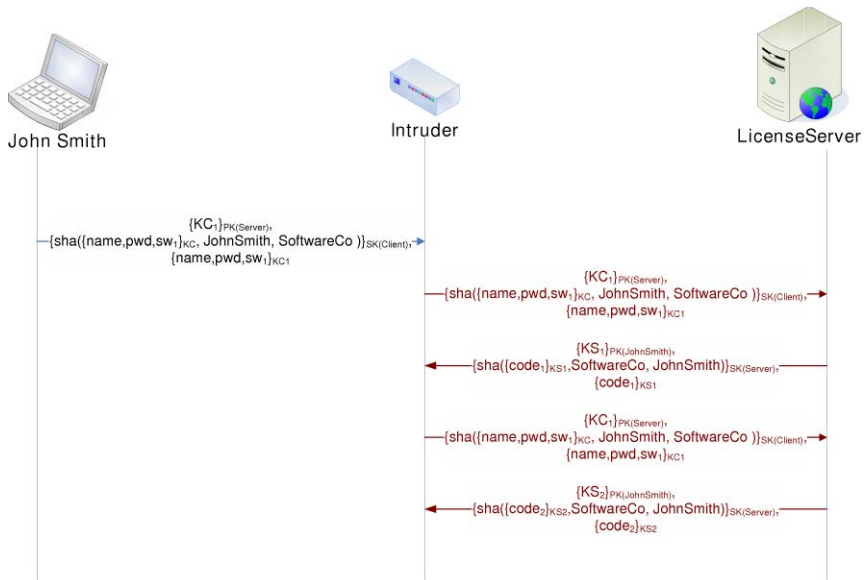 John Smith
Intruder
LicenseServer
{KC₁}PK(Server),
{sha({name,pwd,sw₁}KC, JohnSmith, SoftwareCo )}SK(Client),
{name,pwd,sw₁}KC1
{KC₁}PK(Server),
{sha({name,pwd,sw₁}KC, JohnSmith, SoftwareCo )}SK(Client),
{name,pwd,sw₁}KC1
{KS₁}PK(JohnSmith),
{sha({code₁}KS1,SoftwareCo, JohnSmith)}SK(Server),
{code₁}KS1
{KC₁}PK(Server),
{sha({name,pwd,sw₁}KC, JohnSmith, SoftwareCo )}SK(Client),
{name,pwd,sw₁}KC1
{KS₂}PK(JohnSmith),
{sha({code₂}KS2,SoftwareCo, JohnSmith)}SK(Server),
{code₂}KS2